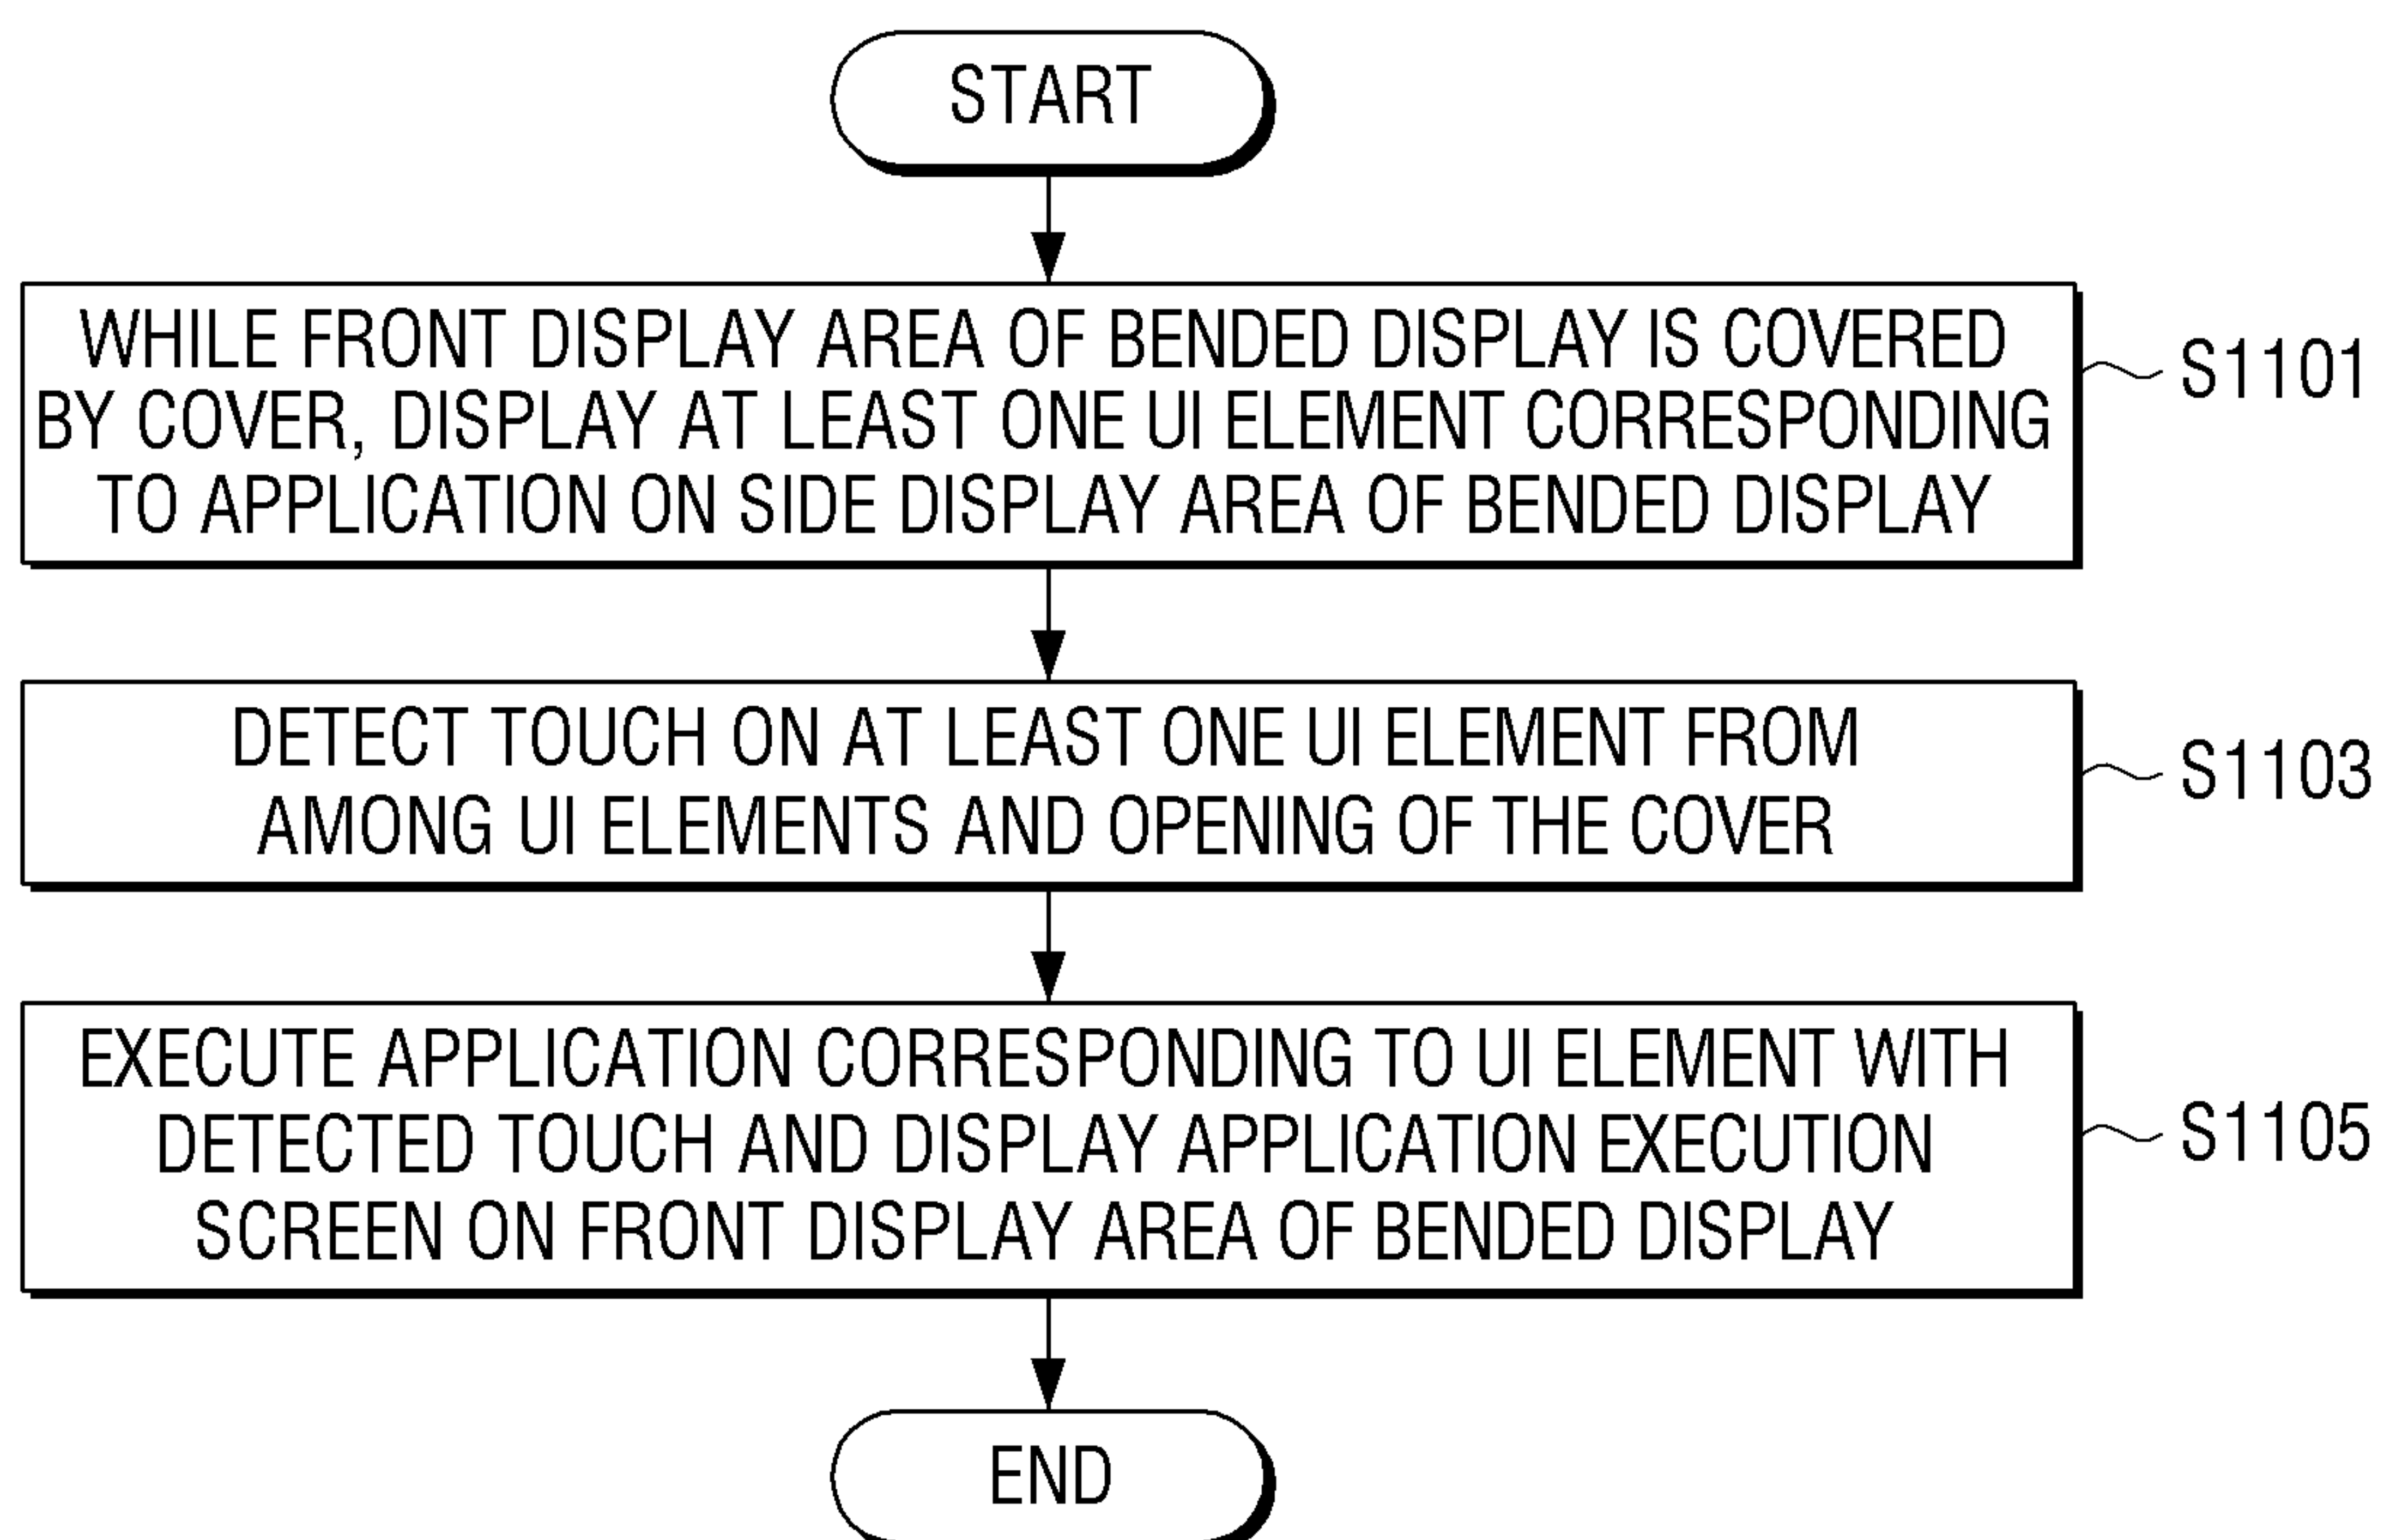 START
WHILE FRONT DISPLAY AREA OF BENDED DISPLAY IS COVERED
BY COVER, DISPLAY AT LEAST ONE UI ELEMENT CORRESPONDING
TO APPLICATION ON SIDE DISPLAY AREA OF BENDED DISPLAY
S1101
DETECT TOUCH ON AT LEAST ONE UI ELEMENT FROM
AMONG UI ELEMENTS AND OPENING OF THE COVER
S1103
EXECUTE APPLICATION CORRESPONDING TO UI ELEMENT WITH
DETECTED TOUCH AND DISPLAY APPLICATION EXECUTION
SCREEN ON FRONT DISPLAY AREA OF BENDED DISPLAY
S1105
END